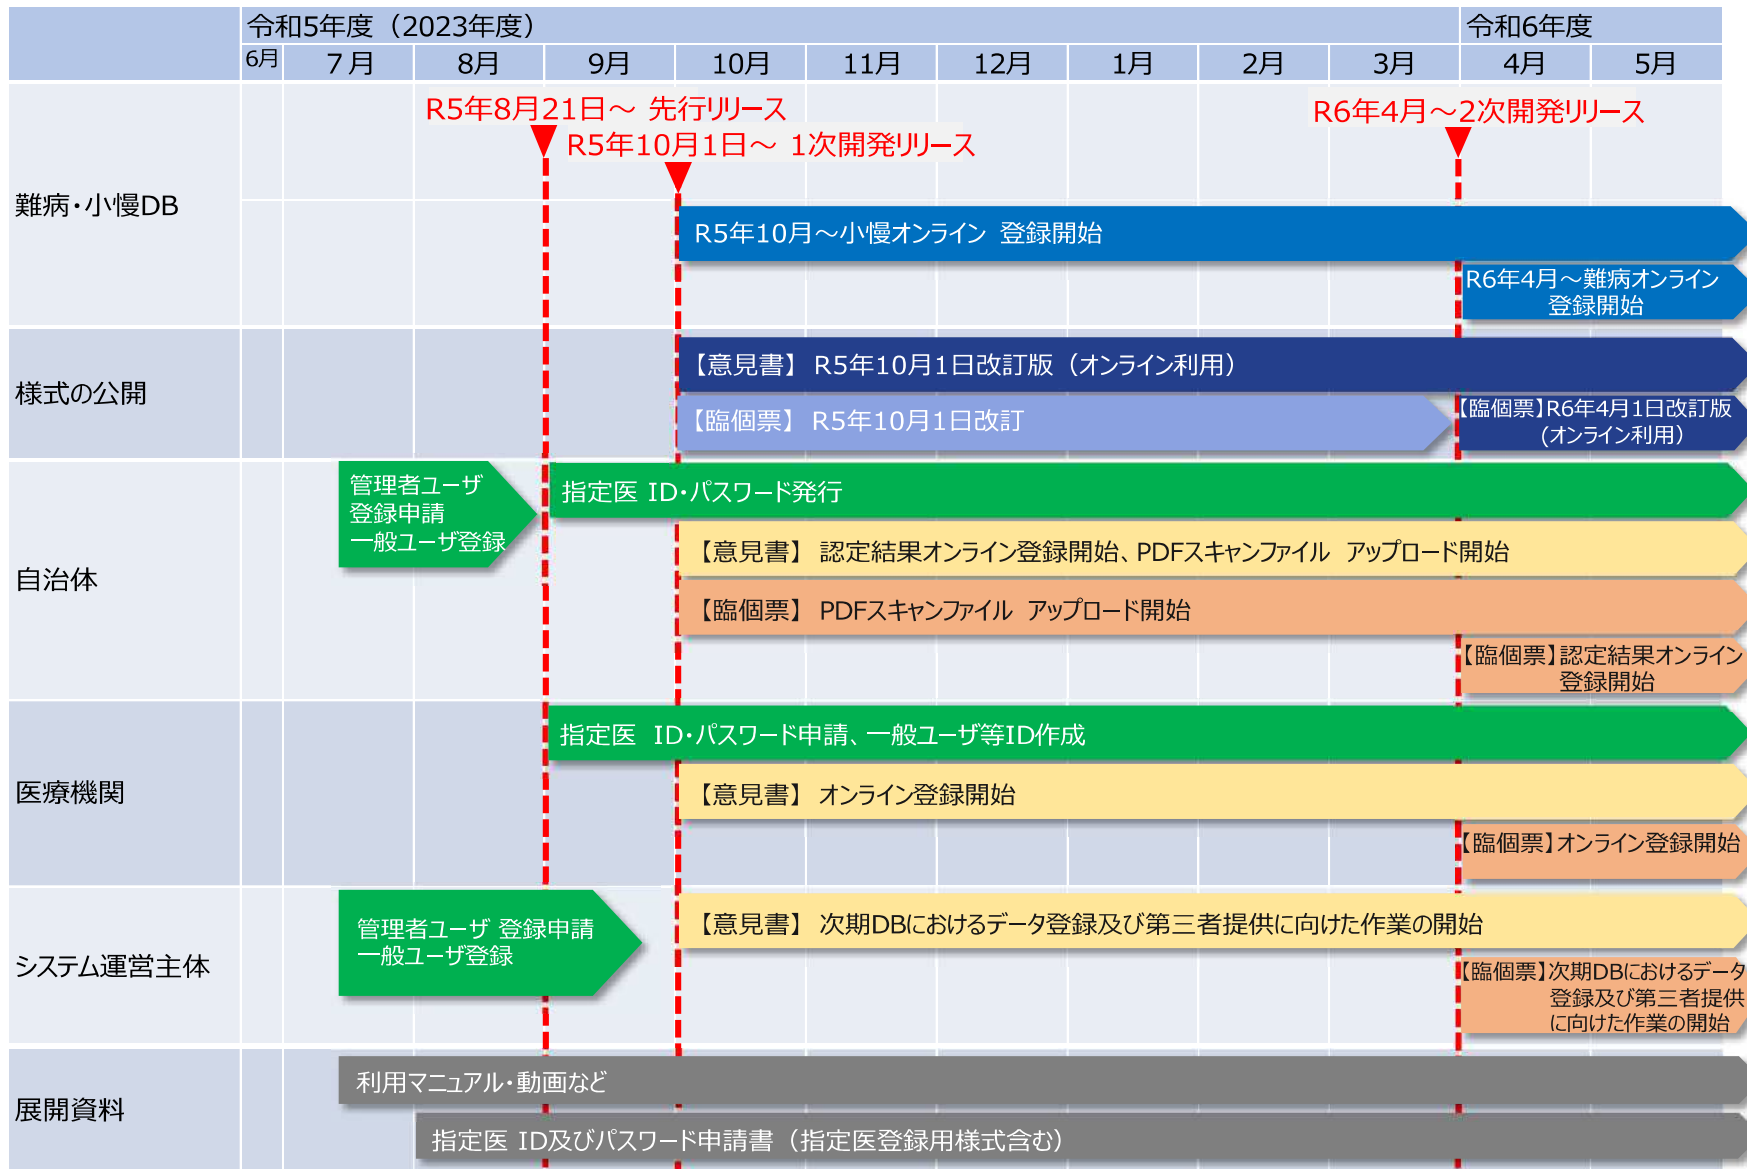 令和5年度（2023年度）
令和6年度
6月
７月
8月
9月
10月
11月
12月
1月
2月
3月
4月
5月
R5年8月21日～ 先行リリース
R5年10月1日～ 1次開発リリース
R6年4月～2次開発リリース
難病・小慢DB
R5年10月～小慢オンライン 登録開始
R6年4月～難病オンライン
登録開始
様式の公開
【意見書】 R5年10月1日改訂版（オンライン利用）
【臨個票】 R5年10月1日改訂
【臨個票】R6年4月1日改訂版
（オンライン利用）
自治体
管理者ユーザ
登録申請
一般ユーザ登録
指定医 ID・パスワード発行
【意見書】 認定結果オンライン登録開始、PDFスキャンファイル アップロード開始
【臨個票】 PDFスキャンファイル アップロード開始
【臨個票】認定結果オンライン
登録開始
医療機関
指定医 ID・パスワード申請、一般ユーザ等ID作成
【意見書】 オンライン登録開始
【臨個票】オンライン登録開始
システム運営主体
管理者ユーザ 登録申請
一般ユーザ登録
【意見書】 次期DBにおけるデータ登録及び第三者提供に向けた作業の開始
【臨個票】次期DBにおけるデータ
登録及び第三者提供
に向けた作業の開始
展開資料
利用マニュアル・動画など
指定医 ID及びパスワード申請書（指定医登録用様式含む）